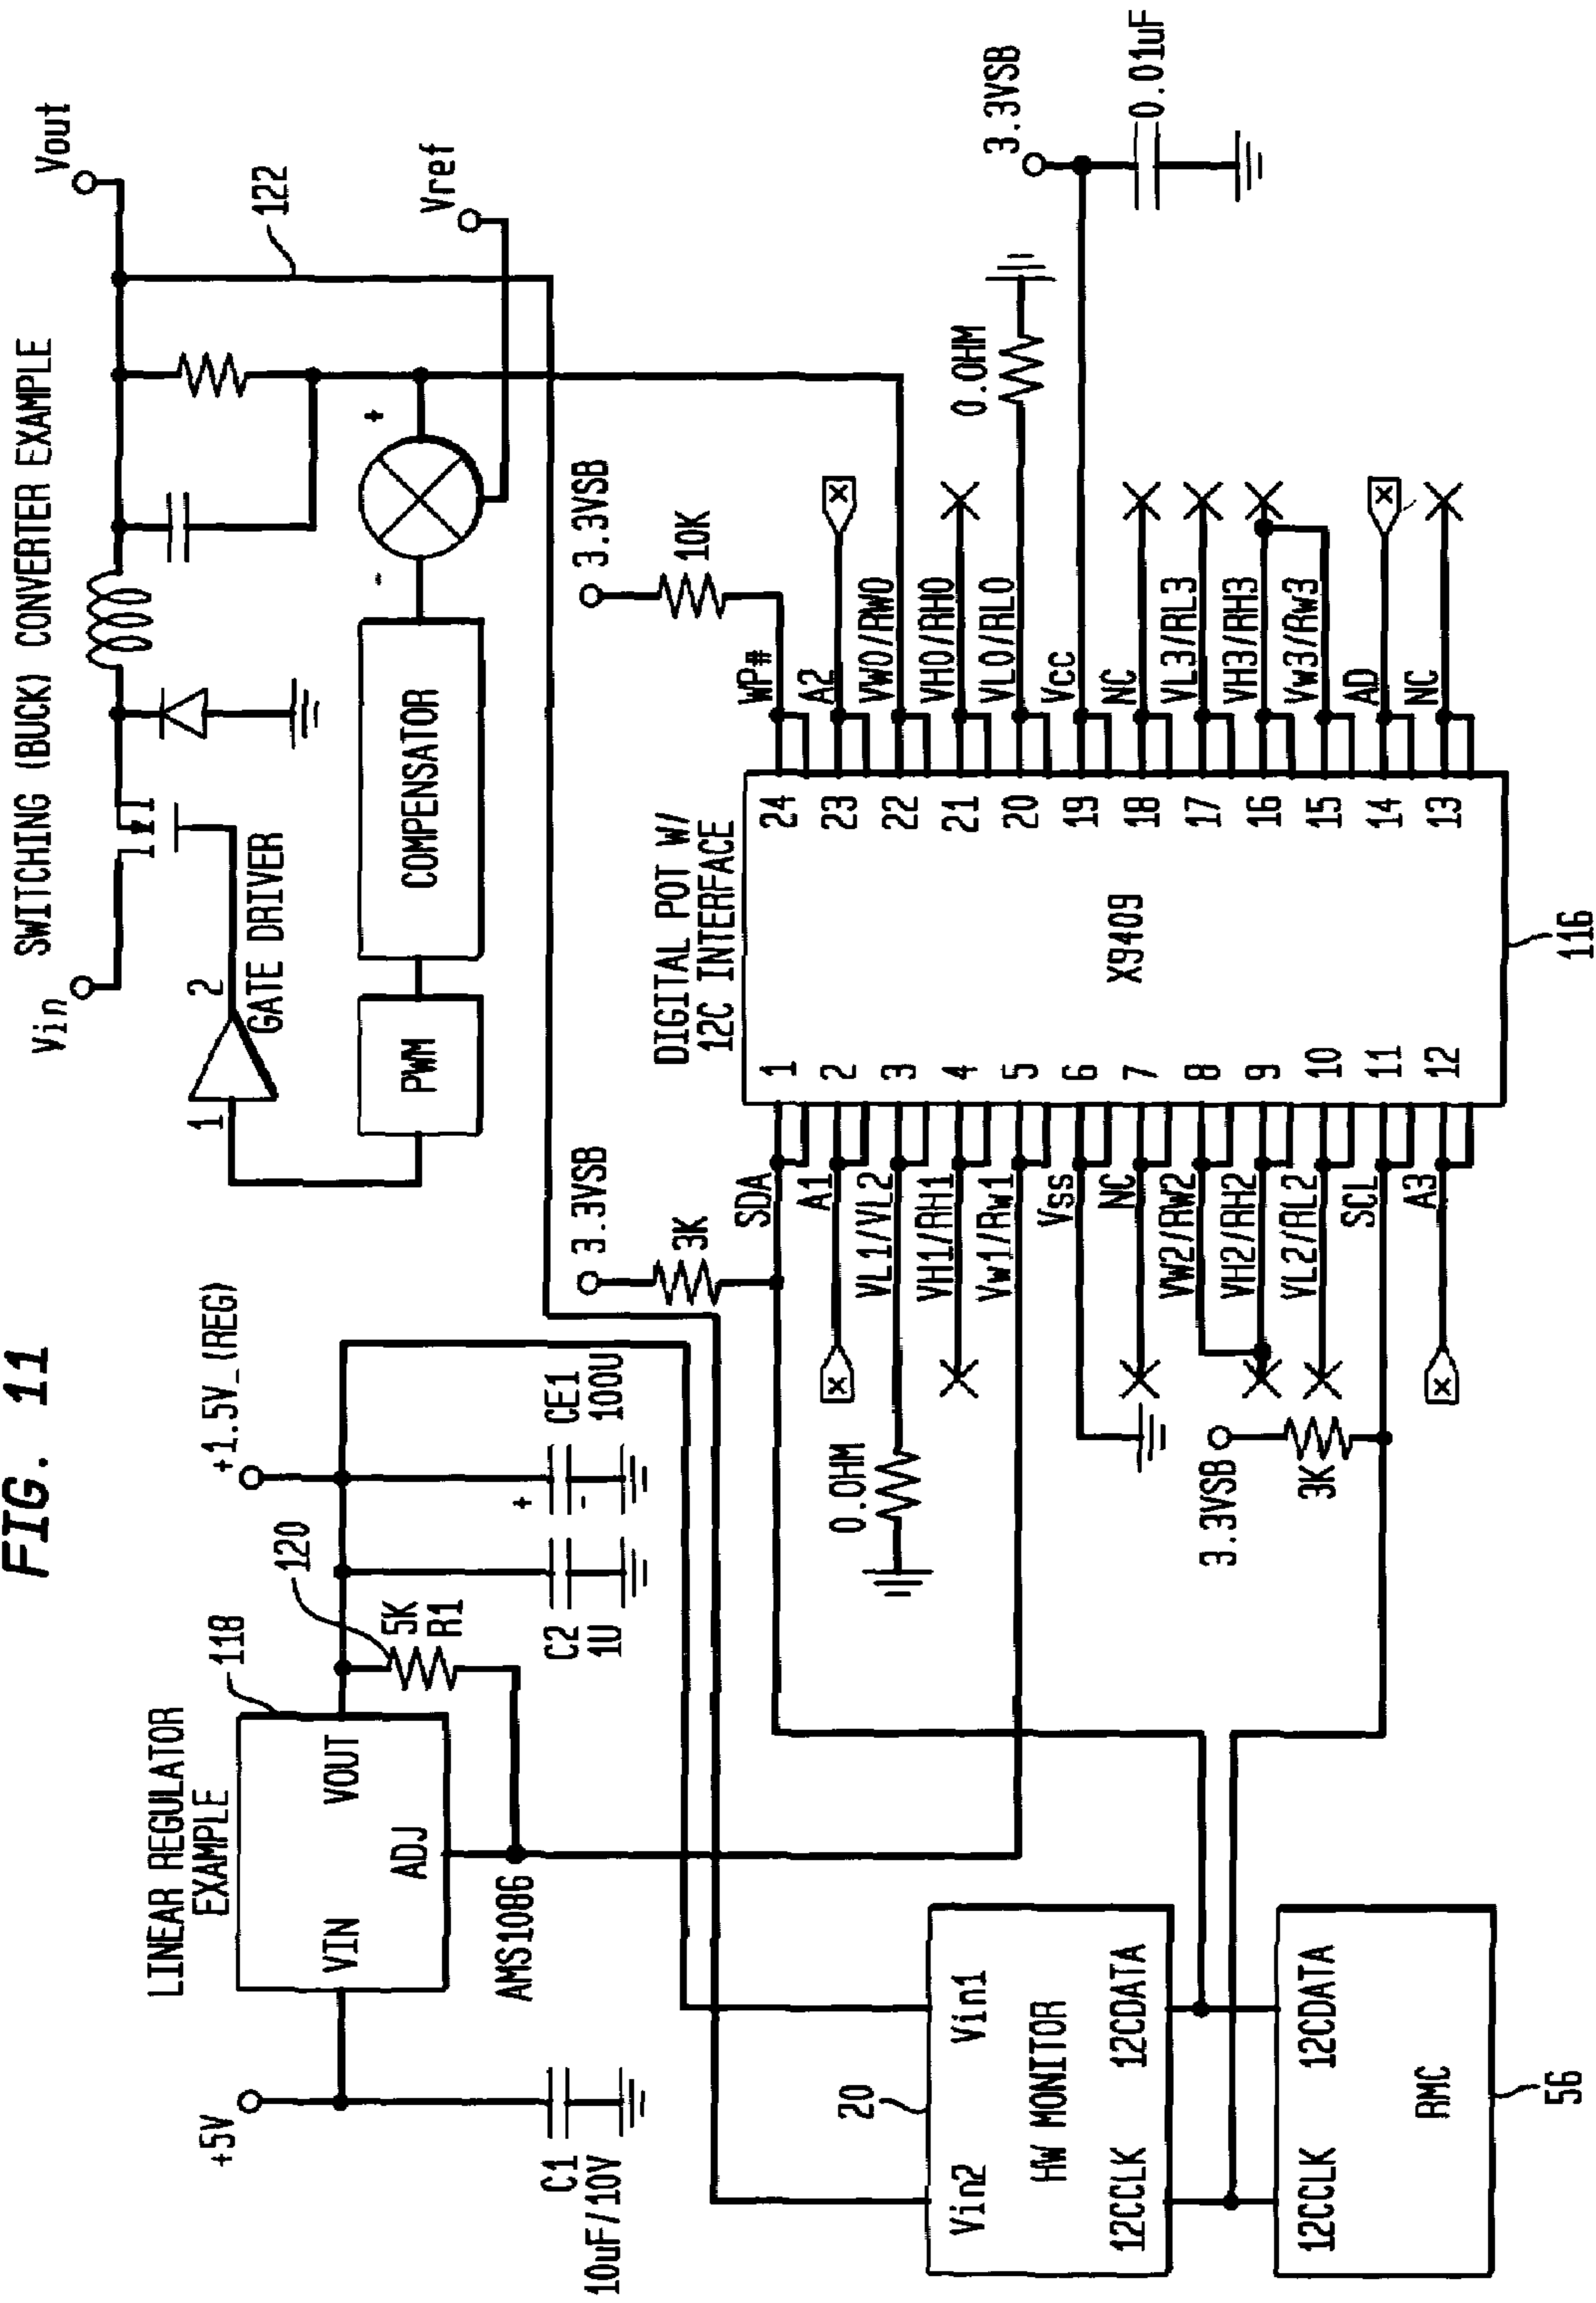 FIG. 11
LINEAR REGULATOR
EXAMPLE
118
VIN
VOUT
ADJ
AMS1086
+5V
C1
10uF/10V
120
5K
R1
+1.5V_(REG)
C2
1U
CE1
100U
+
-
SWITCHING (BUCK) CONVERTER EXAMPLE
Vin
Vout
1
2
GATE DRIVER
PWM
COMPENSATOR
-
+
Vref
122
20
Vin2
Vin1
HW MONITOR
12CCLK
12CDATA
12CCLK
12CDATA
RMC
56
3.3VSB
3K
DIGITAL POT W/
12C INTERFACE
X9409
116
3.3VSB
10K
SDA
1
24
WP#
A1
X
2
23
A2
X
0.0HM
VL1/VL2
3
22
VW0/RW0
VH1/RH1
4
21
VH0/RH0
Vw1/Rw1
5
20
VL0/RL0
0.0HM
Vss
6
19
Vcc
3.3VSB
0.01uF
NC
7
18
NC
VW2/RW2
8
17
VL3/RL3
VH2/RH2
9
16
VH3/RH3
VL2/RL2
10
15
Vw3/Rw3
3.3VSB
3K
SCL
11
14
AD
X
A3
X
12
13
NC